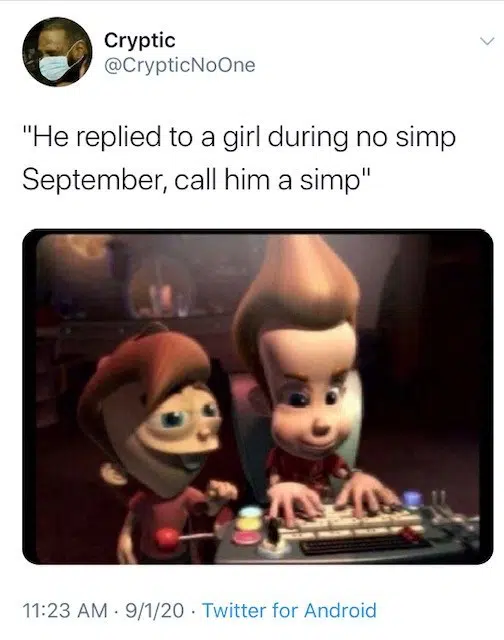 Cryptic
@CrypticNoOne
"He replied to a girl during no simp
September, call him a simp"
11:23 AM · 9/1/20 · Twitter for Android